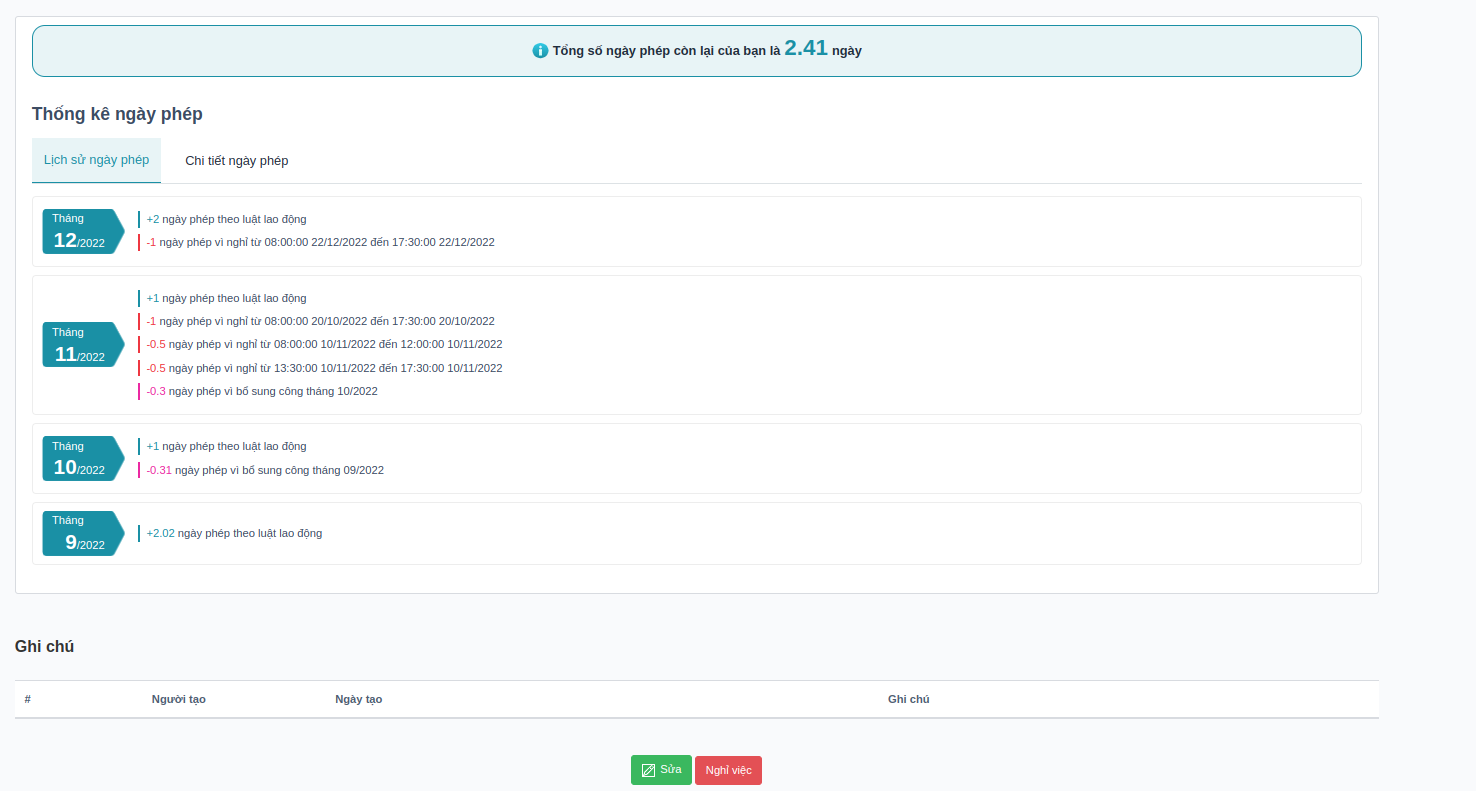 Tổng số ngày phép còn lại của bạn là 2.41 ngày
Thống kê ngày phép
Lịch sử ngày phép Chi tiết ngày phép
Tháng
12/2022
+2 ngày phép theo luật lao động
-1 ngày phép vì nghỉ từ 08:00:00 22/12/2022 đến 17:30:00 22/12/2022
Tháng
11/2022
+1 ngày phép theo luật lao động
-1 ngày phép vì nghỉ từ 08:00:00 20/10/2022 đến 17:30:00 20/10/2022
-0.5 ngày phép vì nghỉ từ 08:00:00 10/11/2022 đến 12:00:00 10/11/2022
-0.5 ngày phép vì nghỉ từ 13:30:00 10/11/2022 đến 17:30:00 10/11/2022
-0.3 ngày phép vì bổ sung công tháng 10/2022
Tháng
10/2022
+1 ngày phép theo luật lao động
-0.31 ngày phép vì bổ sung công tháng 09/2022
Tháng
9/2022
+2.02 ngày phép theo luật lao động
Ghi chú
# Người tạo Ngày tạo Ghi chú
Sửa Nghỉ việc